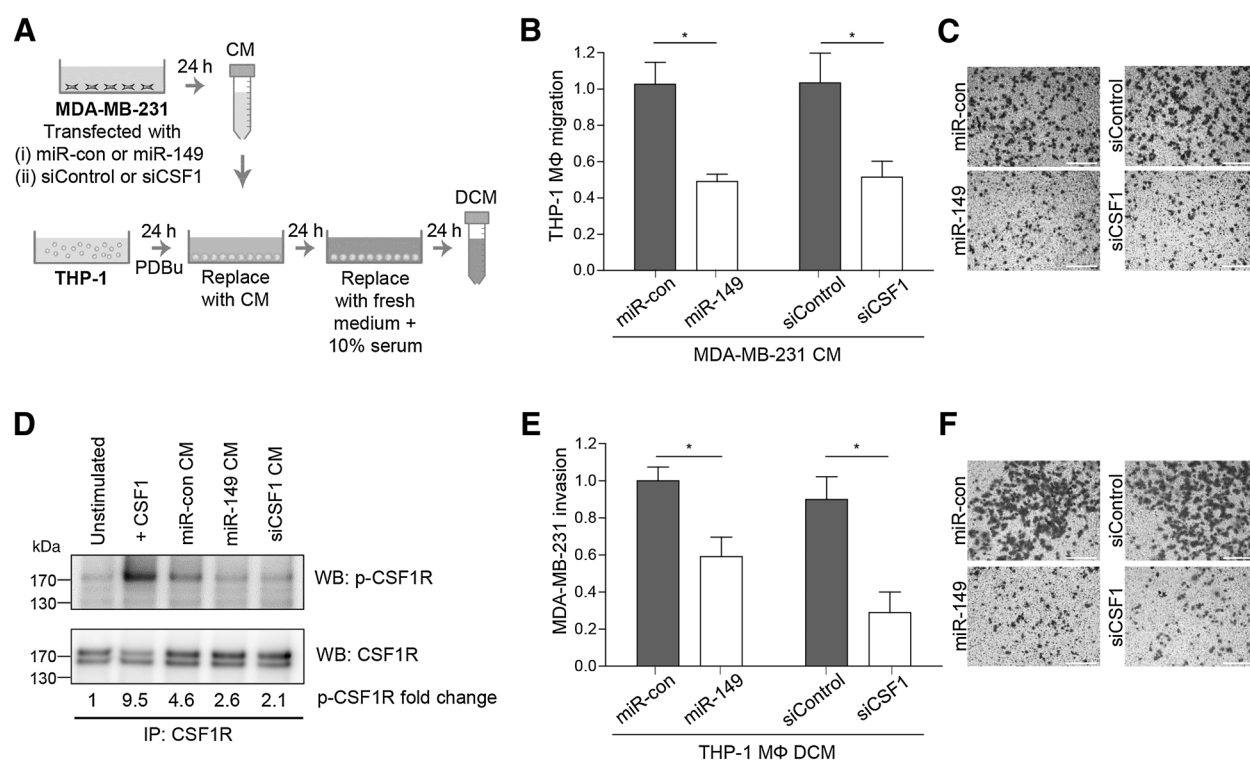 A
CM
24 h
MDA-MB-231
Transfected with
(i) miR-con or miR-149
(ii) siControl or siCSF1
DCM
24 h
24 h
24 h
PDBu
THP-1
Replace
with CM
Replace
with fresh
medium +
10% serum
B
*
*
THP-1 MΦ migration
1.2
1.0
0.8
0.6
0.4
0.2
0.0
miR-con
miR-149
siControl
siCSF1
MDA-MB-231 CM
C
miR-con
siControl
miR-149
siCSF1
D
Unstimulated
+ CSF1
miR-con CM
miR-149 CM
siCSF1 CM
kDa
170
130
WB: p-CSF1R
170
130
WB: CSF1R
1 9.5 4.6 2.6 2.1 p-CSF1R fold change
IP: CSF1R
E
*
*
MDA-MB-231 invasion
1.2
1.0
0.8
0.6
0.4
0.2
0.0
miR-con
miR-149
siControl
siCSF1
THP-1 MΦ DCM
F
miR-con
siControl
miR-149
siCSF1